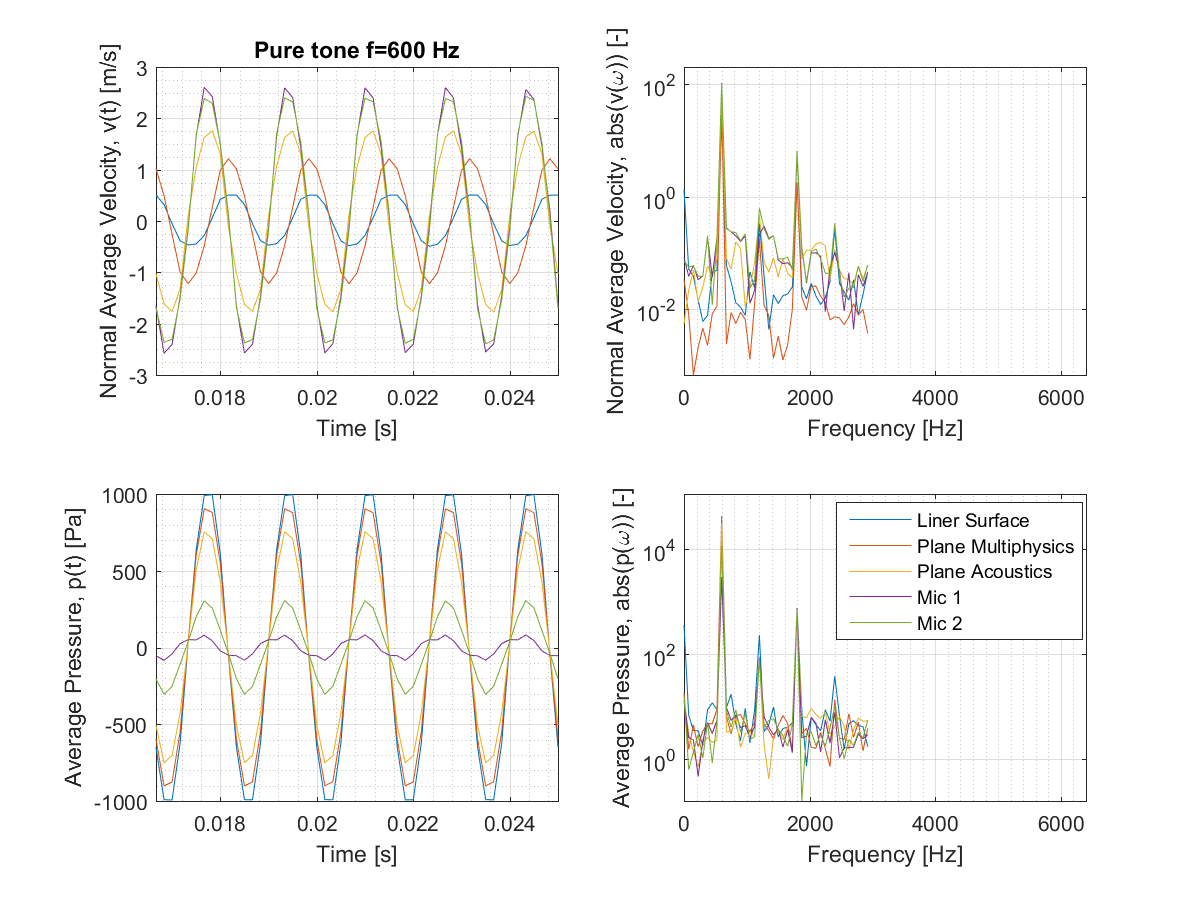 Pure tone f=600 Hz
Normal Average Velocity, v(t) [m/s]
3
2
1
0
-1
-2
-3
0.018 0.02 0.022 0.024
Time [s]
Normal Average Velocity, abs(v(ω)) [-]
10^2
10^0
10^-2
0 2000 4000 6000
Frequency [Hz]
Average Pressure, p(t) [Pa]
1000
500
0
-500
-1000
0.018 0.02 0.022 0.024
Time [s]
Average Pressure, abs(p(ω)) [-]
10^4
10^2
10^0
0 2000 4000 6000
Frequency [Hz]
Liner Surface
Plane Multiphysics
Plane Acoustics
Mic 1
Mic 2